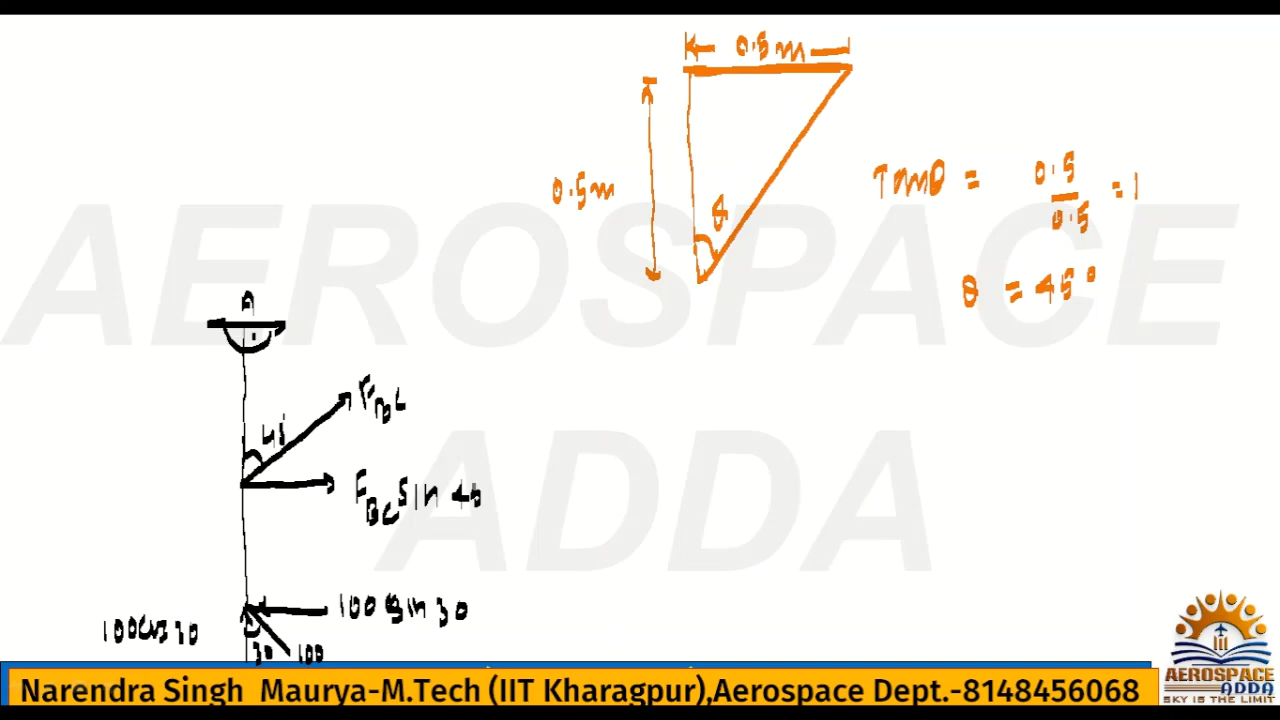 0.5m
0.5m
θ
Tanθ = 0.5/0.5 = 1
θ = 45°
AEROSPACE
ADDA
A
45
F_BC
F_BC Sin 45
100 Sin 30
100cos 30
30
100
Narendra Singh Maurya-M.Tech (IIT Kharagpur),Aerospace Dept.-8148456068
AEROSPACE
ADDA
SKY IS THE LIMIT